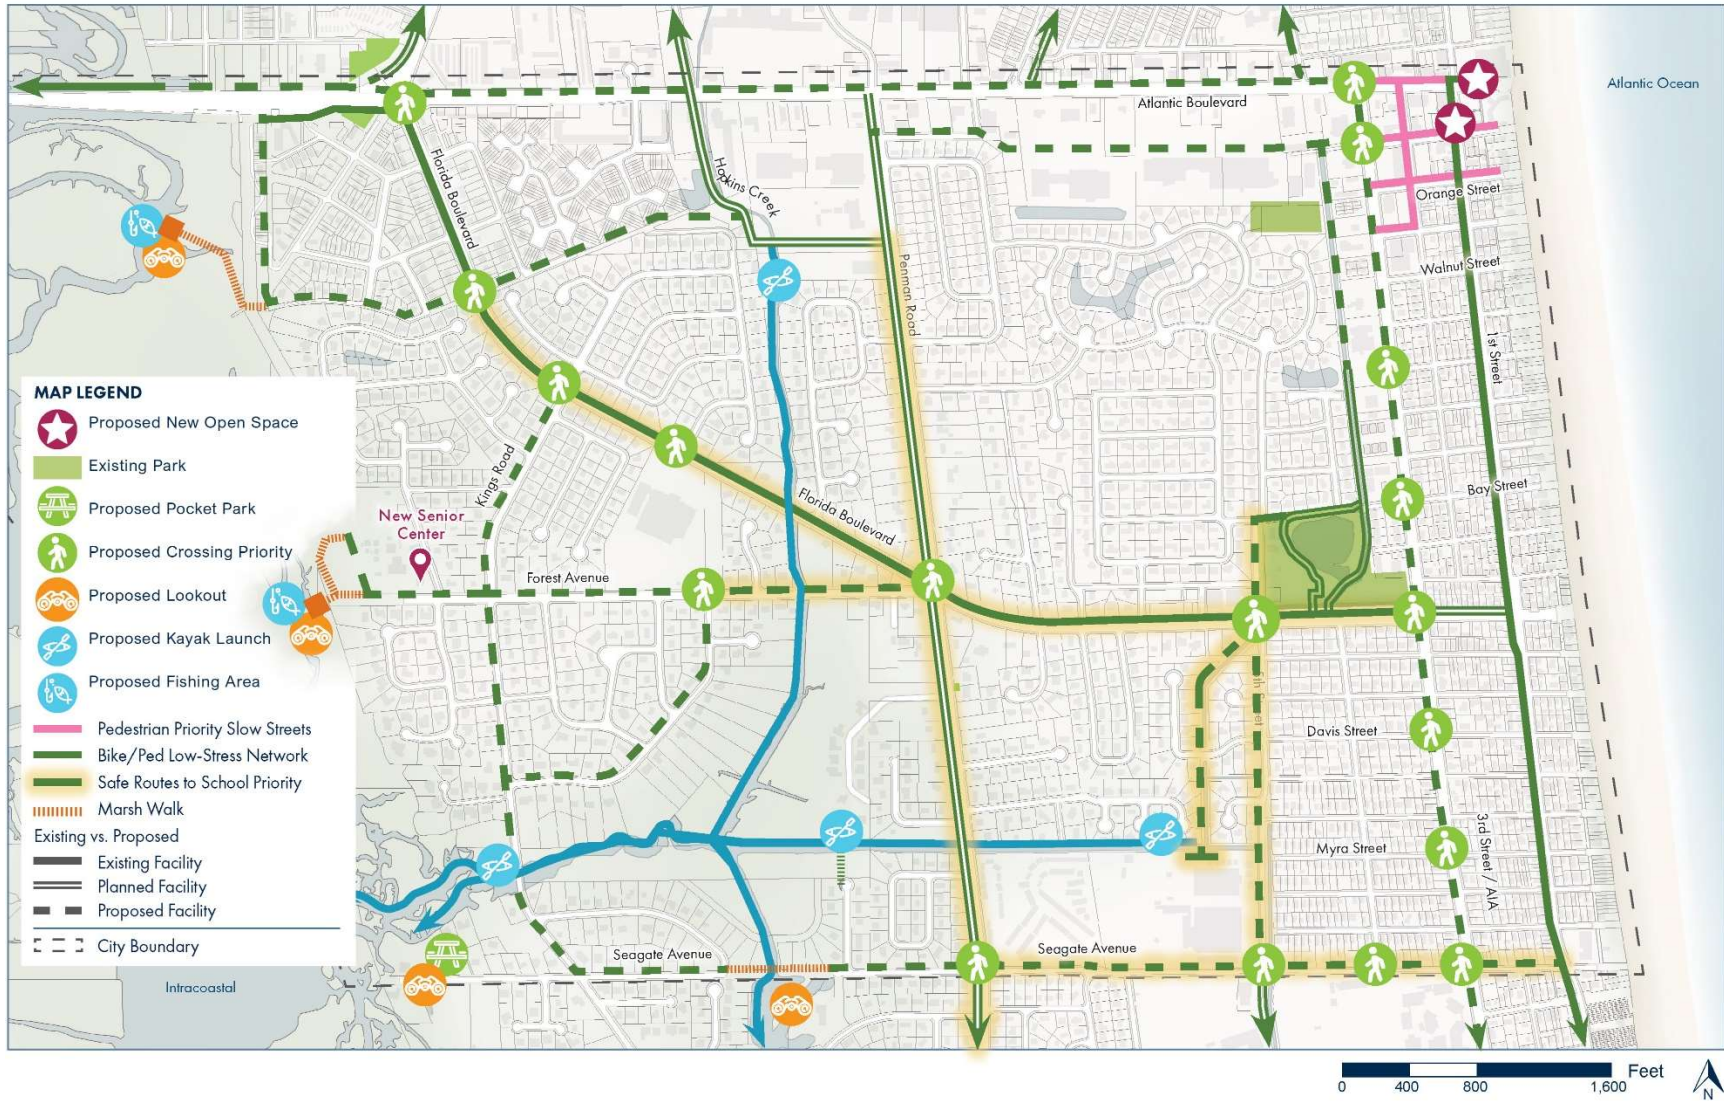 Atlantic Ocean
Atlantic Boulevard
Florida Boulevard
Hopkins Creek
Orange Street
Walnut Street
Penman Road
1st Street
MAP LEGEND
Proposed New Open Space
Existing Park
Proposed Pocket Park
Proposed Crossing Priority
Proposed Lookout
Proposed Kayak Launch
Proposed Fishing Area
Pedestrian Priority Slow Streets
Bike/Ped Low-Stress Network
Safe Routes to School Priority
Marsh Walk
Existing vs. Proposed
Existing Facility
Planned Facility
Proposed Facility
City Boundary
Kings Road
New Senior
Center
Florida Boulevard
Bay Street
Forest Avenue
5th Street
Davis Street
Myra Street
3rd Street / A1A
Seagate Avenue
Seagate Avenue
Intracoastal
0 400 800 1,600 Feet
N